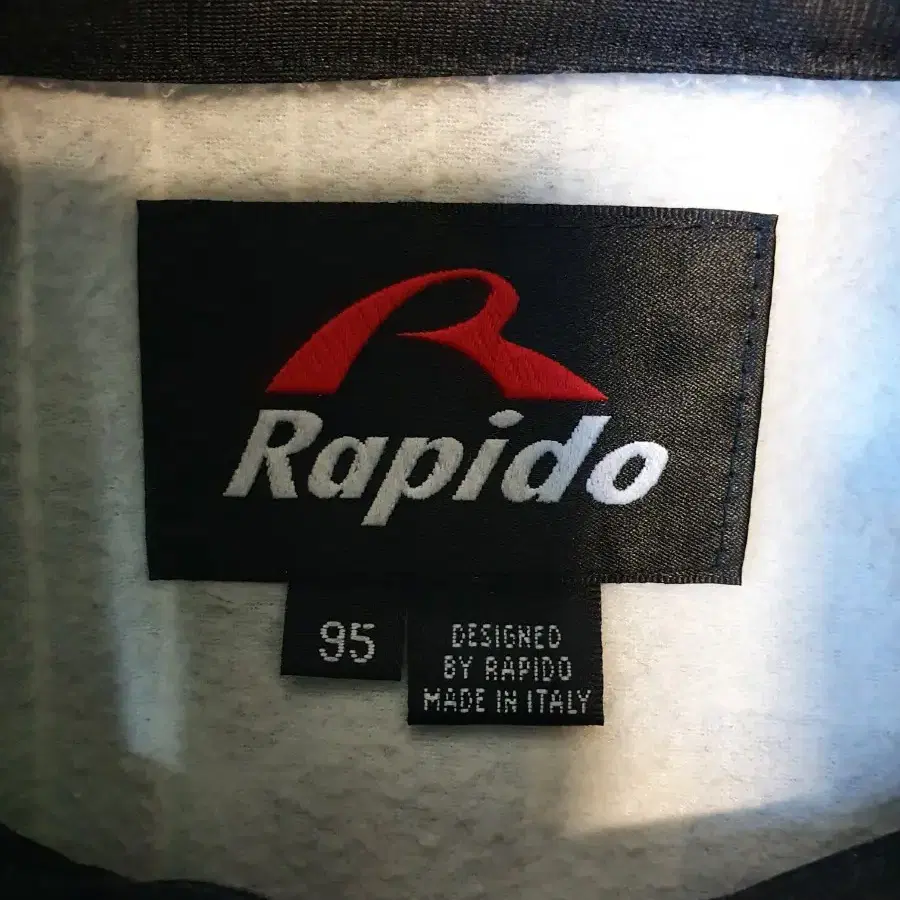 Rapido
95
DESIGNED
BY RAPIDO
MADE IN ITALY